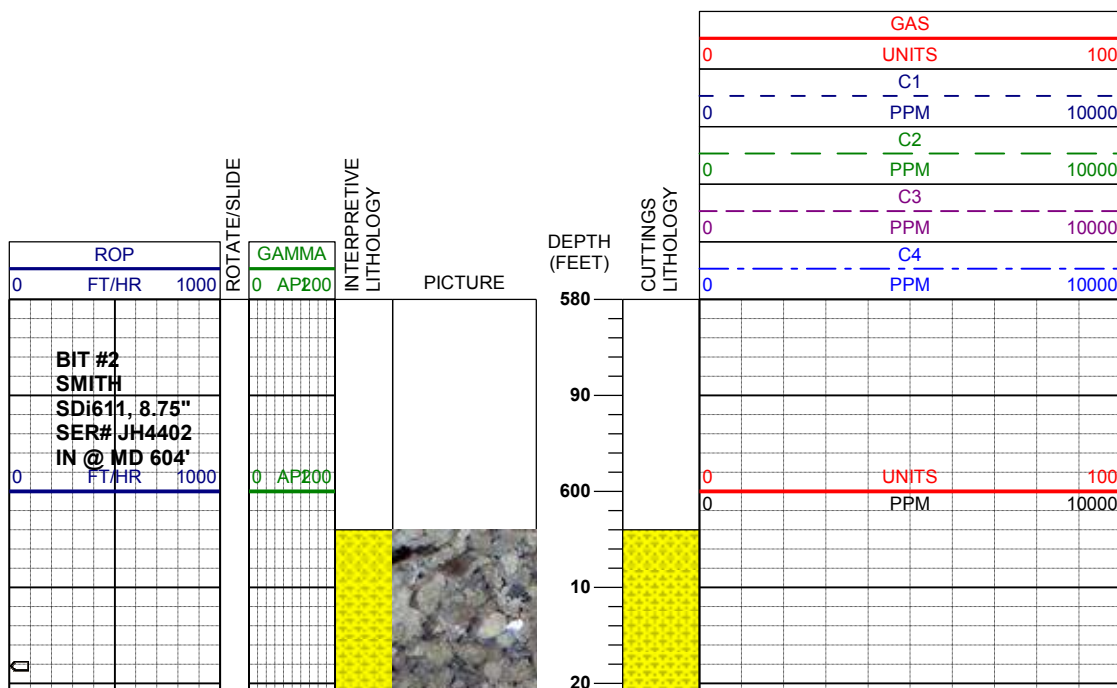 GAS
0 UNITS 100
C1
0 PPM 10000
C2
0 PPM 10000
C3
0 PPM 10000
C4
0 PPM 10000
ROP
0 FT/HR 1000
ROTATE/SLIDE
GAMMA
0 API 200
INTERPRETIVE
LITHOLOGY
PICTURE
DEPTH
(FEET)
CUTTINGS
LITHOLOGY
580
BIT #2
SMITH
SDi611, 8.75"
SER# JH4402
IN @ MD 604'
90
0 FT/HR 1000
0 API 200
600
0 UNITS 100
0 PPM 10000
10
20